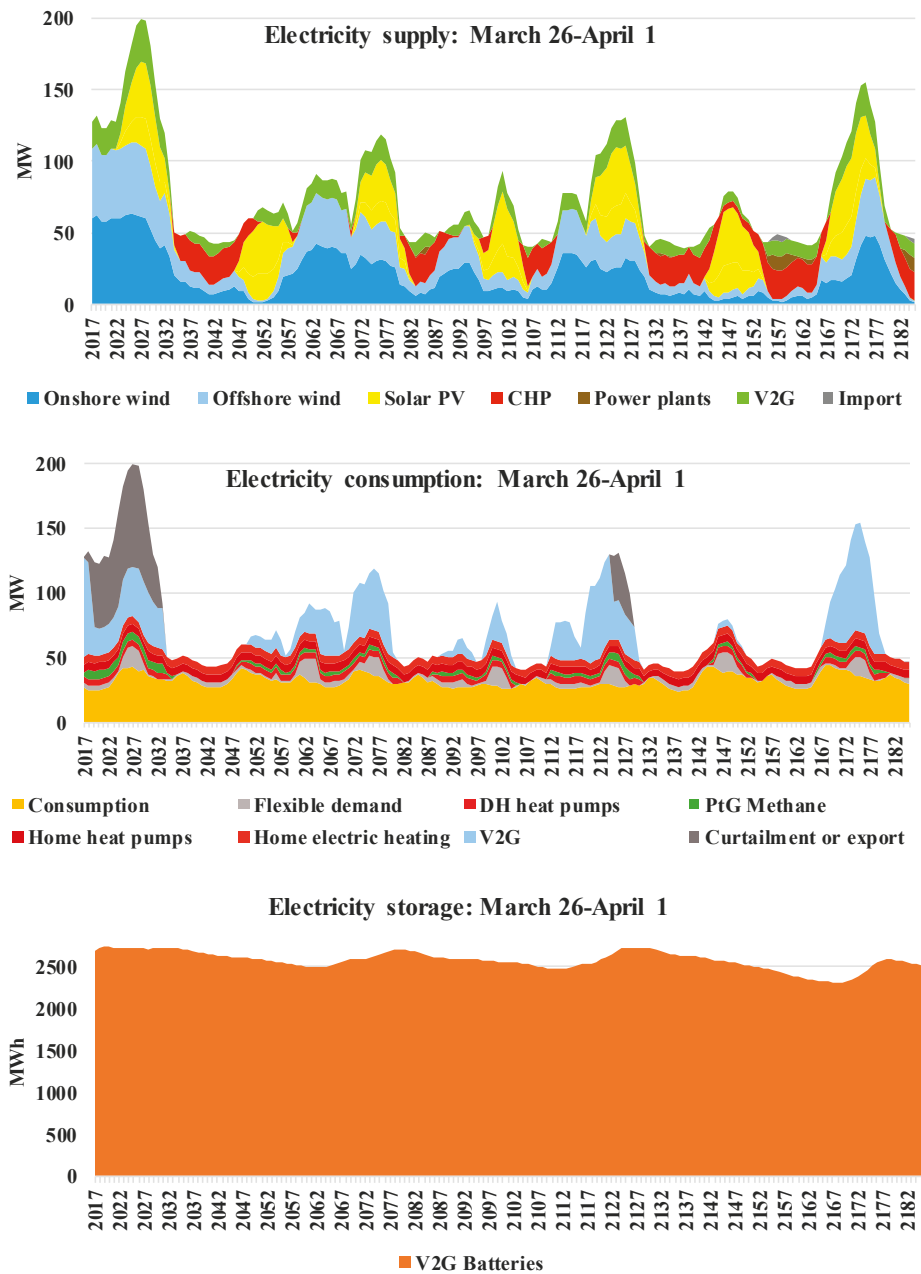 Electricity supply: March 26-April 1
200
150
100
50
0
MW
2017 2022 2027 2032 2037 2042 2047 2052 2057 2062 2067 2072 2077 2082 2087 2092 2097 2102 2107 2112 2117 2122 2127 2132 2137 2142 2147 2152 2157 2162 2167 2172 2177 2182
Onshore wind Offshore wind Solar PV CHP Power plants V2G Import
Electricity consumption: March 26-April 1
200
150
100
50
0
MW
2017 2022 2027 2032 2037 2042 2047 2052 2057 2062 2067 2072 2077 2082 2087 2092 2097 2102 2107 2112 2117 2122 2127 2132 2137 2142 2147 2152 2157 2162 2167 2172 2177 2182
Consumption Flexible demand DH heat pumps PtG Methane
Home heat pumps Home electric heating V2G Curtailment or export
Electricity storage: March 26-April 1
2500
2000
1500
1000
500
0
MWh
2017 2022 2027 2032 2037 2042 2047 2052 2057 2062 2067 2072 2077 2082 2087 2092 2097 2102 2107 2112 2117 2122 2127 2132 2137 2142 2147 2152 2157 2162 2167 2172 2177 2182
V2G Batteries